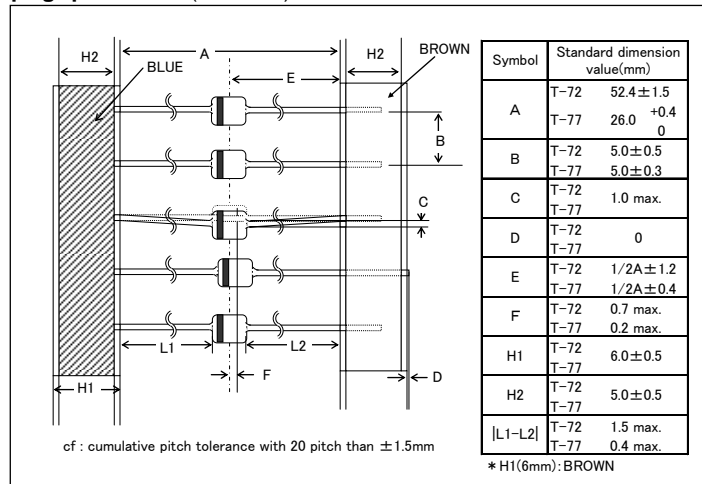 H2
A
H2
BROWN
BLUE
E
B
C
L1
L2
H1
F
D
cf : cumulative pitch tolerance with 20 pitch than ±1.5mm
Symbol Standard dimension
value(mm)
A T-72 52.4±1.5
T-77 26.0 +0.4
0
B T-72 5.0±0.5
T-77 5.0±0.3
C T-72 1.0 max.
T-77
D T-72 0
T-77
E T-72 1/2A±1.2
T-77 1/2A±0.4
F T-72 0.7 max.
T-77 0.2 max.
H1 T-72 6.0±0.5
T-77
H2 T-72 5.0±0.5
T-77
|L1-L2| T-72 1.5 max.
T-77 0.4 max.
*H1(6mm):BROWN